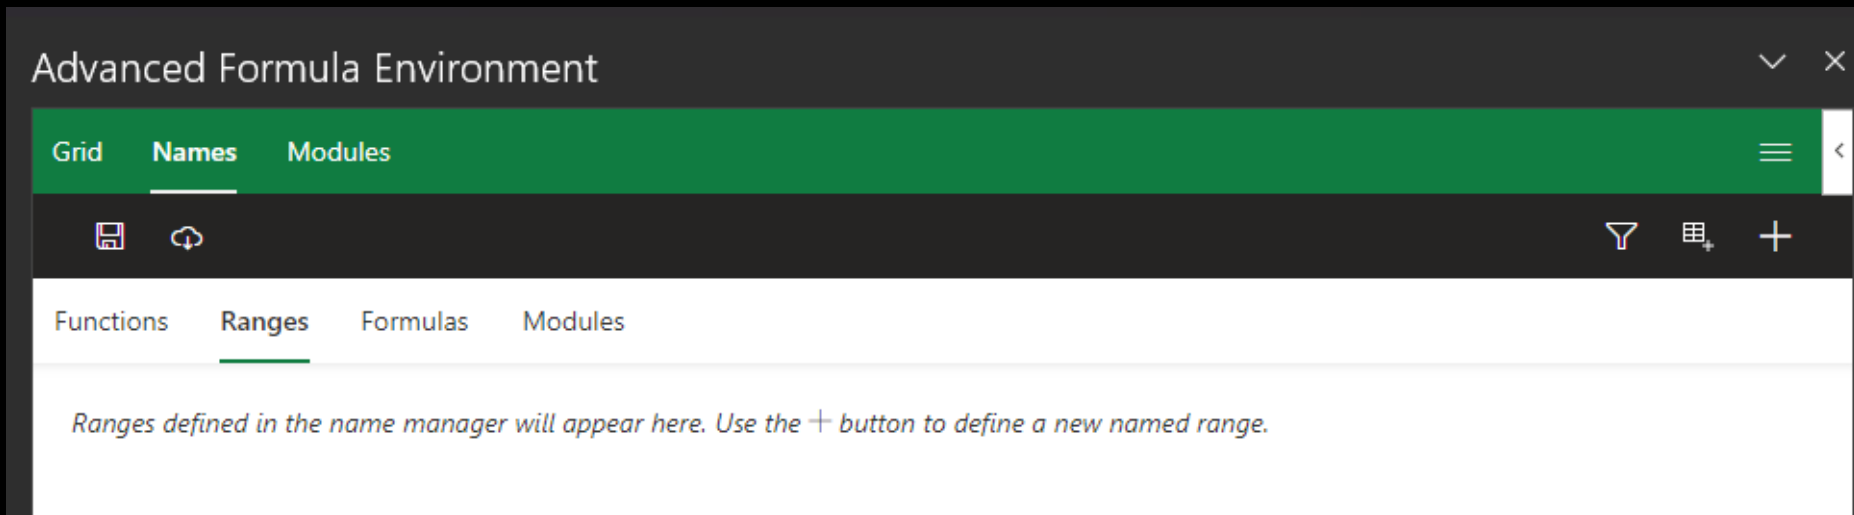 Advanced Formula Environment
Grid Names Modules
Functions Ranges Formulas Modules
Ranges defined in the name manager will appear here. Use the + button to define a new named range.